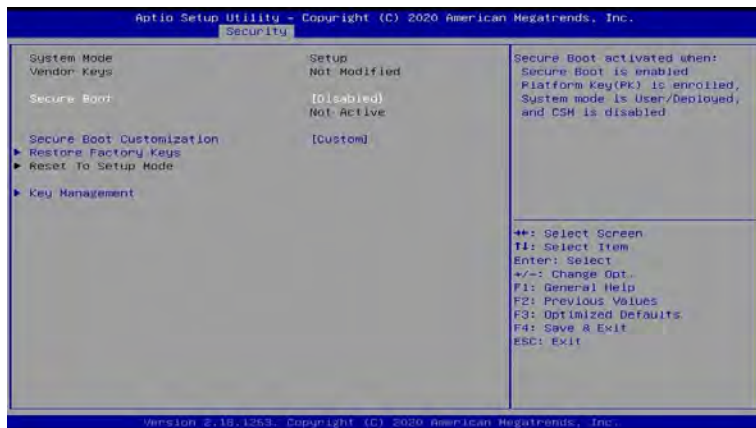 Aptio Setup Utility - Copyright (C) 2020 American Megatrends, Inc.
Security
System Mode Setup
Vendor Keys Not Modified
Secure Boot [Disabled]
Not Active
Secure Boot Customization [Custom]
Restore Factory Keys
Reset To Setup Mode
Key Management
Secure Boot activated when:
Secure Boot is enabled
Platform Key(PK) is enrolled,
System mode is User/Deployed,
and CSM is disabled
→←: Select Screen
↑↓: Select Item
Enter: Select
+/-: Change Opt.
F1: General Help
F2: Previous Values
F3: Optimized Defaults
F4: Save & Exit
ESC: Exit
Version 2.18.1263. Copyright (C) 2020 American Megatrends, Inc.